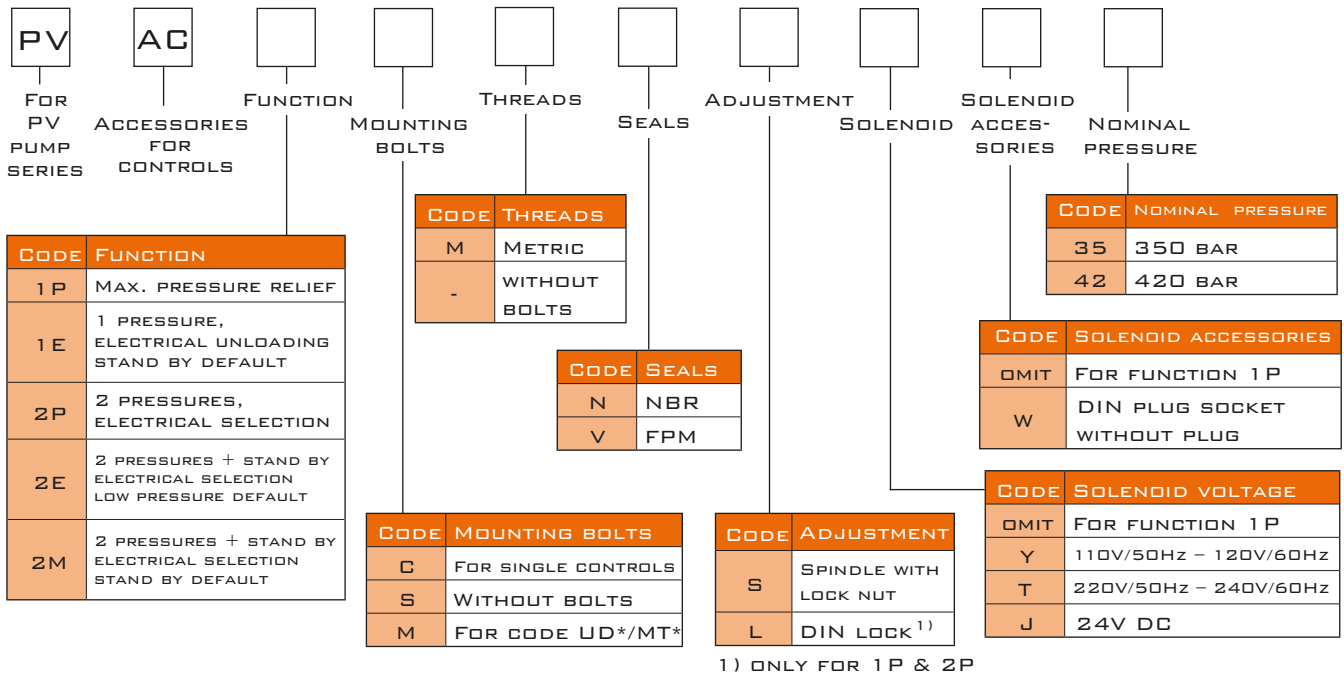 PV
AC
FOR
PV
PUMP
SERIES
ACCESSORIES
FOR
CONTROLS
FUNCTION
MOUNTING
BOLTS
THREADS
SEALS
ADJUSTMENT
SOLENOID
SOLENOID
ACCES-
SORIES
NOMINAL
PRESSURE
CODE FUNCTION
1P MAX. PRESSURE RELIEF
1E 1 PRESSURE,
ELECTRICAL UNLOADING
STAND BY DEFAULT
2P 2 PRESSURES,
ELECTRICAL SELECTION
2E 2 PRESSURES + STAND BY
ELECTRICAL SELECTION
LOW PRESSURE DEFAULT
2M 2 PRESSURES + STAND BY
ELECTRICAL SELECTION
STAND BY DEFAULT
CODE THREADS
M METRIC
- WITHOUT
BOLTS
CODE SEALS
N NBR
V FPM
CODE MOUNTING BOLTS
C FOR SINGLE CONTROLS
S WITHOUT BOLTS
M FOR CODE UD*/MT*
CODE ADJUSTMENT
S SPINDLE WITH
LOCK NUT
L DIN LOCK 1)
1) ONLY FOR 1P & 2P
CODE NOMINAL PRESSURE
35 350 BAR
42 420 BAR
CODE SOLENOID ACCESSORIES
OMIT FOR FUNCTION 1P
W DIN PLUG SOCKET
WITHOUT PLUG
CODE SOLENOID VOLTAGE
OMIT FOR FUNCTION 1P
Y 110V/50Hz – 120V/60Hz
T 220V/50Hz – 240V/60Hz
J 24V DC